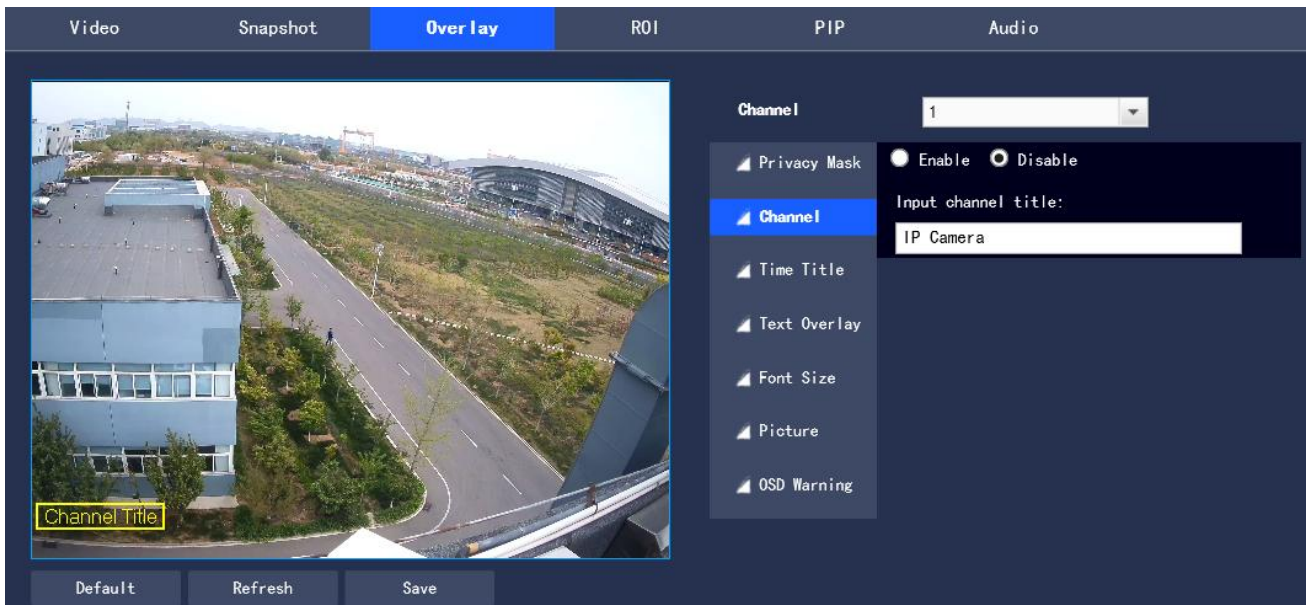 Video Snapshot Overlay ROI PIP Audio
Channel 1
Privacy Mask
Enable Disable
Channel
Input channel title:
IP Camera
Time Title
Text Overlay
Font Size
Picture
OSD Warning
Channel Title
Default Refresh Save